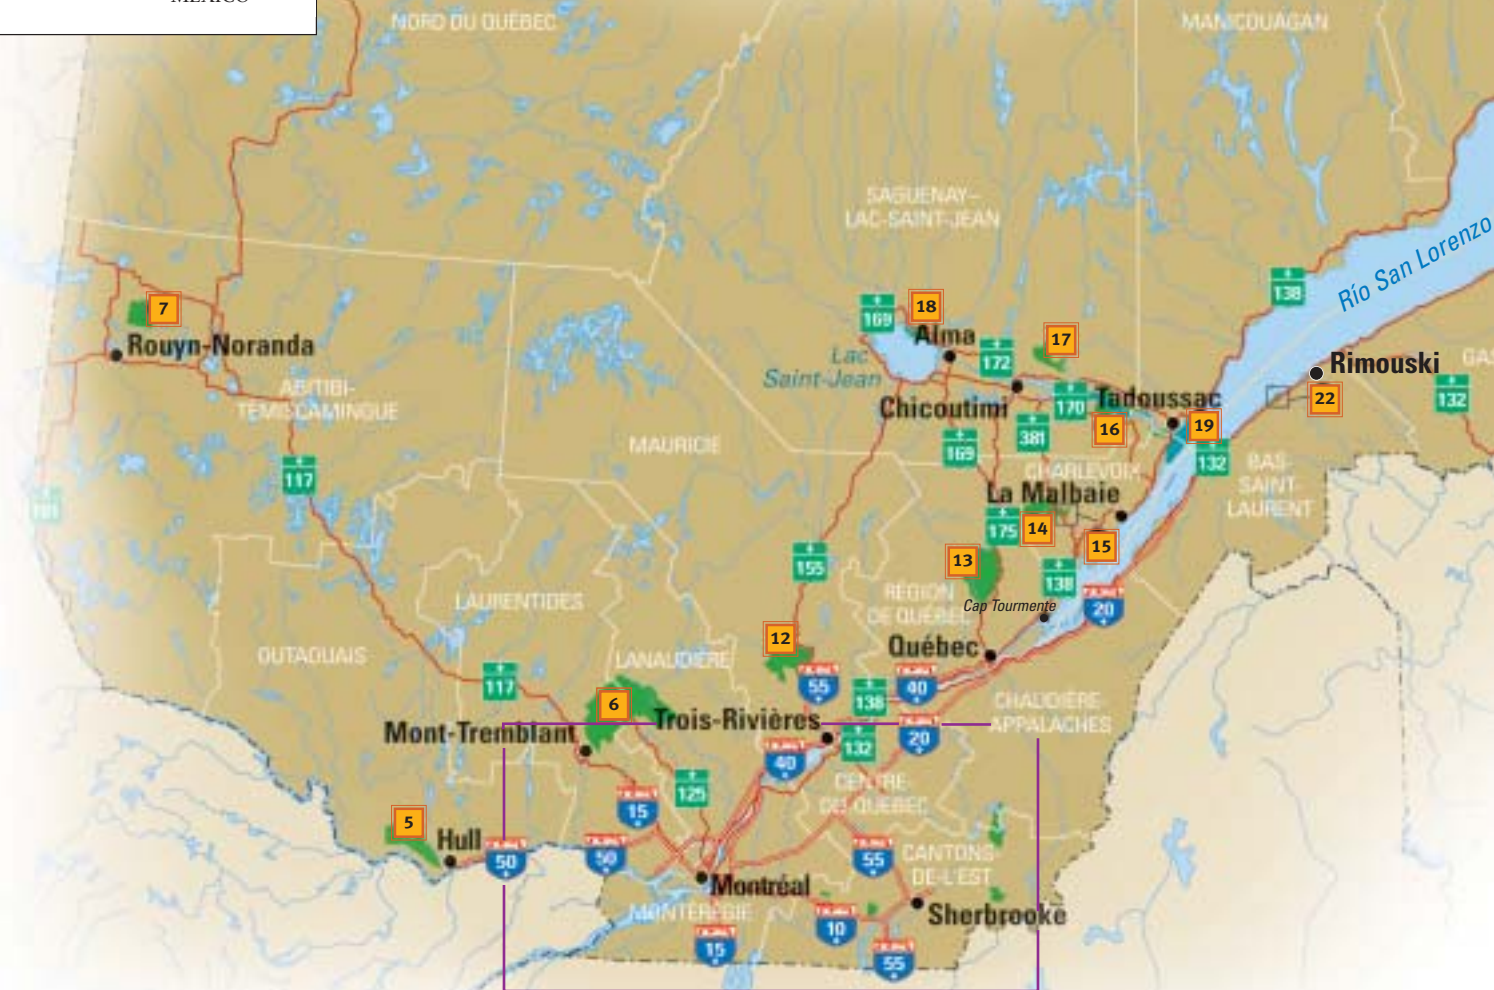 MÉXICO
NORD DU QUÉBEC
MANICOUAGAN
SAGUENAY–
LAC-SAINT-JEAN
Río San Lorenzo
138
7
Rouyn-Noranda
169
18
Alma
172
17
Lac
Saint-Jean
Rimouski
22
132
ABITIBI-
TÉMISCAMINGUE
Chicoutimi
170
Tadoussac
16
19
381
169
132
MAURICIE
117
CHARLEVOIX
BAS-
SAINT-
LAURENT
La Malbaie
175
14
15
13
155
138
20
RÉGION
DE QUÉBEC
Cap Tourmente
LAURENTIDES
OUTAOUAIS
LANAUDIÈRE
12
Québec
117
55
138
40
6
CHAUDIÈRE
APPALACHES
Mont-Tremblant
Trois-Rivières
132
20
40
125
15
CENTRE-
DU-QUÉBEC
5
Hull
50
50
55
CANTONS-
DE-L'EST
Montréal
MONTÉRÉGIE
Sherbrooke
10
15
55